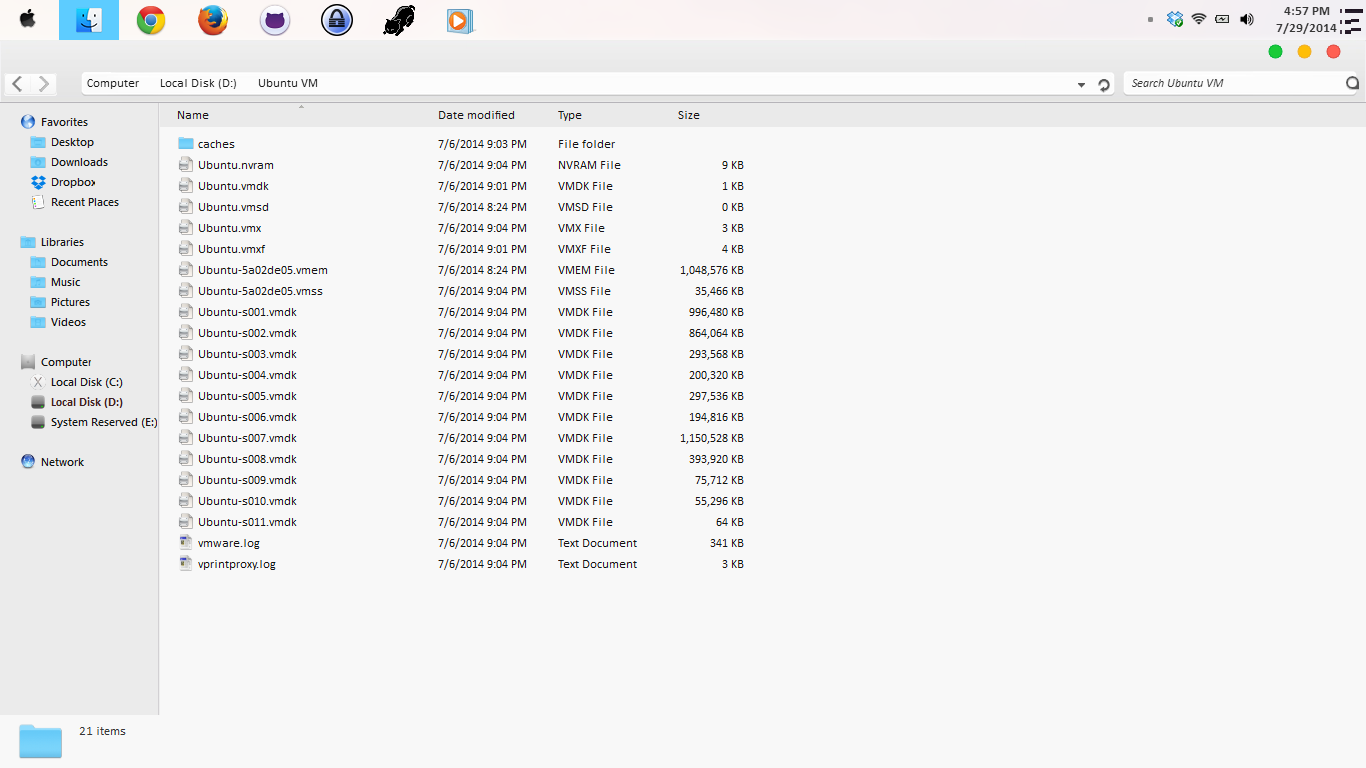 4:57 PM
7/29/2014
Computer Local Disk (D:) Ubuntu VM Search Ubuntu VM
Favorites
Desktop
Downloads
Dropbox
Recent Places
Libraries
Documents
Music
Pictures
Videos
Computer
Local Disk (C:)
Local Disk (D:)
System Reserved (E:)
Network
Name Date modified Type Size
caches 7/6/2014 9:03 PM File folder
Ubuntu.nvram 7/6/2014 9:04 PM NVRAM File 9 KB
Ubuntu.vmdk 7/6/2014 9:01 PM VMDK File 1 KB
Ubuntu.vmsd 7/6/2014 8:24 PM VMSD File 0 KB
Ubuntu.vmx 7/6/2014 9:04 PM VMX File 3 KB
Ubuntu.vmxf 7/6/2014 9:01 PM VMXF File 4 KB
Ubuntu-5a02de05.vmem 7/6/2014 8:24 PM VMEM File 1,048,576 KB
Ubuntu-5a02de05.vmss 7/6/2014 9:04 PM VMSS File 35,466 KB
Ubuntu-s001.vmdk 7/6/2014 9:04 PM VMDK File 996,480 KB
Ubuntu-s002.vmdk 7/6/2014 9:04 PM VMDK File 864,064 KB
Ubuntu-s003.vmdk 7/6/2014 9:04 PM VMDK File 293,568 KB
Ubuntu-s004.vmdk 7/6/2014 9:04 PM VMDK File 200,320 KB
Ubuntu-s005.vmdk 7/6/2014 9:04 PM VMDK File 297,536 KB
Ubuntu-s006.vmdk 7/6/2014 9:04 PM VMDK File 194,816 KB
Ubuntu-s007.vmdk 7/6/2014 9:04 PM VMDK File 1,150,528 KB
Ubuntu-s008.vmdk 7/6/2014 9:04 PM VMDK File 393,920 KB
Ubuntu-s009.vmdk 7/6/2014 9:04 PM VMDK File 75,712 KB
Ubuntu-s010.vmdk 7/6/2014 9:04 PM VMDK File 55,296 KB
Ubuntu-s011.vmdk 7/6/2014 9:04 PM VMDK File 64 KB
vmware.log 7/6/2014 9:04 PM Text Document 341 KB
vprintproxy.log 7/6/2014 9:04 PM Text Document 3 KB
21 items